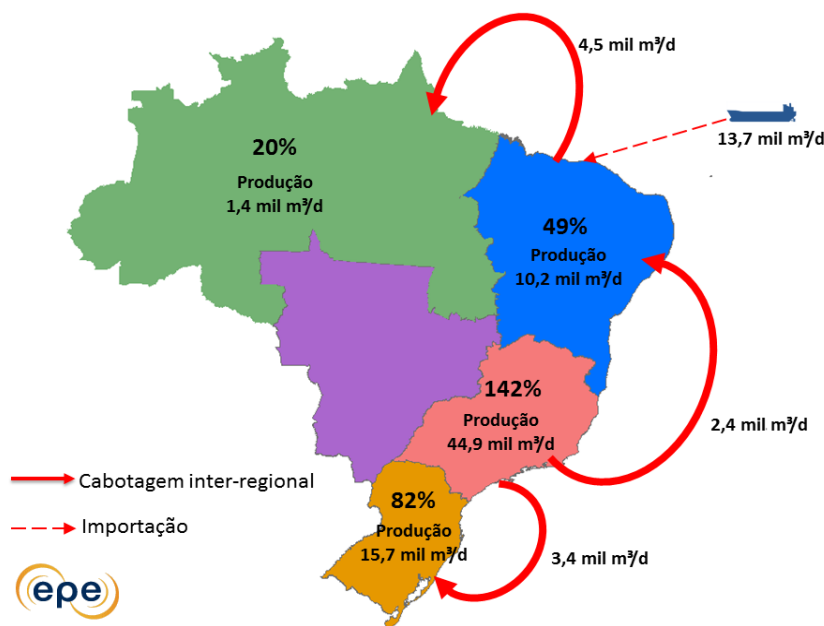 4,5 mil m³/d
13,7 mil m³/d
20%
Produção
1,4 mil m³/d
49%
Produção
10,2 mil m³/d
142%
Produção
44,9 mil m³/d
2,4 mil m³/d
82%
Produção
15,7 mil m³/d
3,4 mil m³/d
Cabotagem inter-regional
Importação
epe